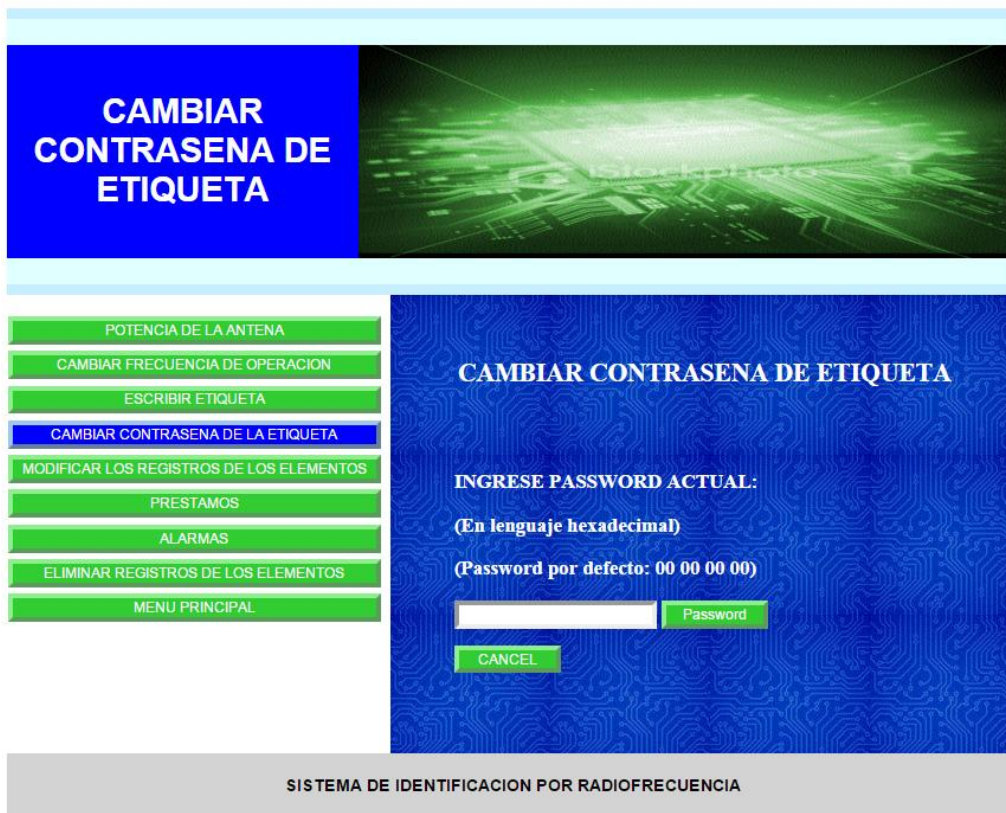 CAMBIAR
CONTRASENA DE
ETIQUETA
iStockphoto
POTENCIA DE LA ANTENA
CAMBIAR FRECUENCIA DE OPERACION
ESCRIBIR ETIQUETA
CAMBIAR CONTRASENA DE LA ETIQUETA
MODIFICAR LOS REGISTROS DE LOS ELEMENTOS
PRESTAMOS
ALARMAS
ELIMINAR REGISTROS DE LOS ELEMENTOS
MENU PRINCIPAL
CAMBIAR CONTRASENA DE ETIQUETA
INGRESE PASSWORD ACTUAL:
(En lenguaje hexadecimal)
(Password por defecto: 00 00 00 00)
Password
CANCEL
SISTEMA DE IDENTIFICACION POR RADIOFRECUENCIA